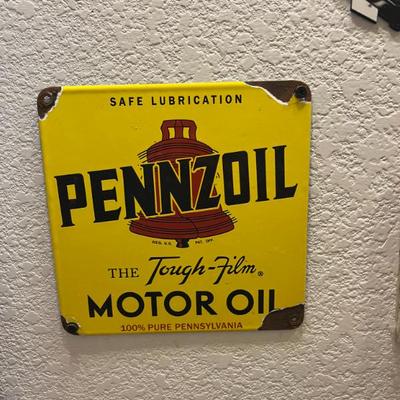 SAFE LUBRICATION
PENNZOIL
REG. U.S. PAT. OFF.
THE Tough-Film®
MOTOR OIL
100% PURE PENNSYLVANIA